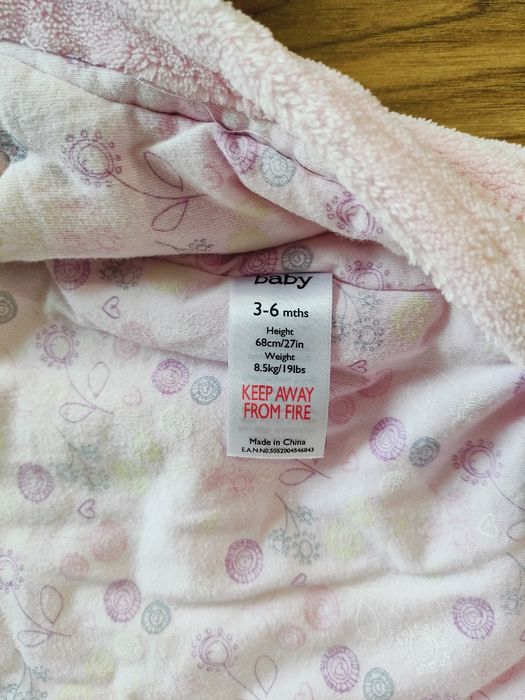 baby
3-6 mths
Height
68cm/27in
Weight
8.5kg/19lbs
KEEP AWAY
FROM FIRE
Made in China
E.A.N.N0.5052004546843